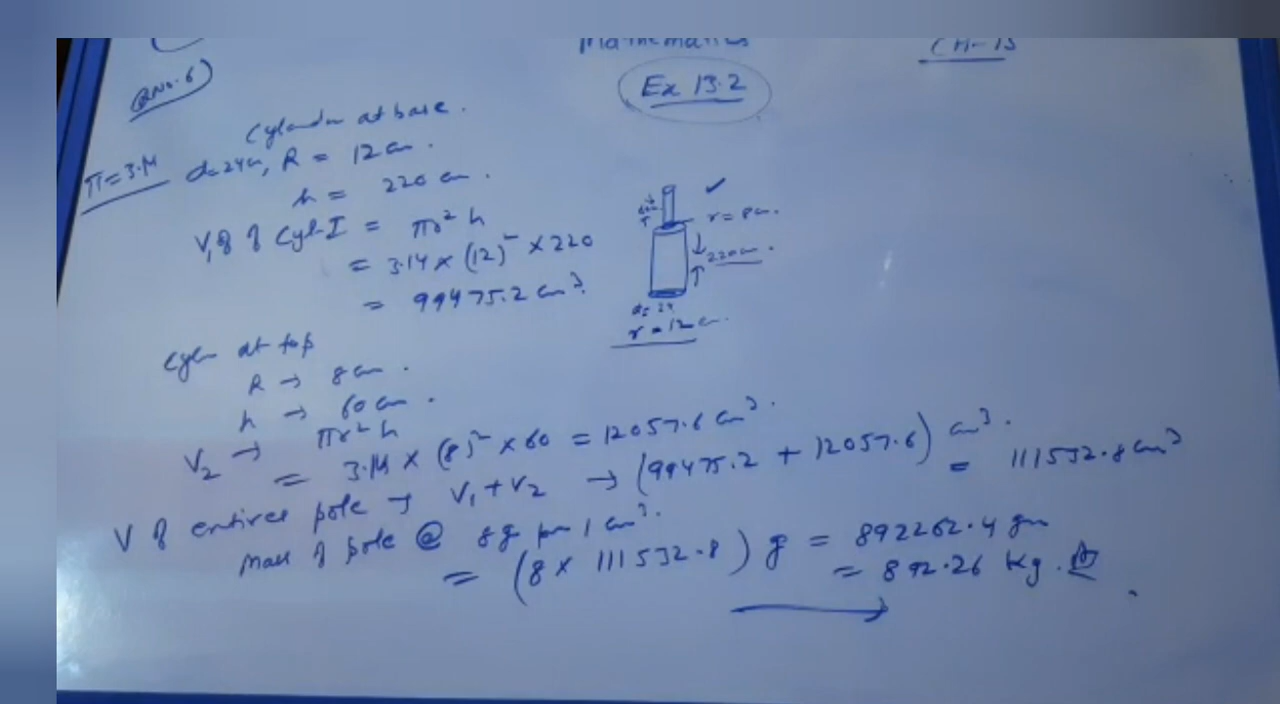 Mathematics
CH-13
Q No. 6
Ex 13.2
Cylinder at base.
π=3.14
d=24cm, R = 12cm.
h = 220 cm.
V₁ of Cyl-I = πr²h
= 3.14 × (12)² × 220
= 99475.2 cm³.
r = 8cm.
220cm.
d= 24
r = 12cm.
Cylin at top
R → 8cm.
h → 60cm.
V₂ → πr²h
= 3.14 × (8)² × 60 = 12057.6 cm³.
V of entires pole → V₁+V₂ → (99475.2 + 12057.6) cm³.
= 111532.8 cm³
Mass of pole @ 8g per 1 cm³.
= (8 × 111532.8) g = 892262.4 gm
= 892.26 Kg.